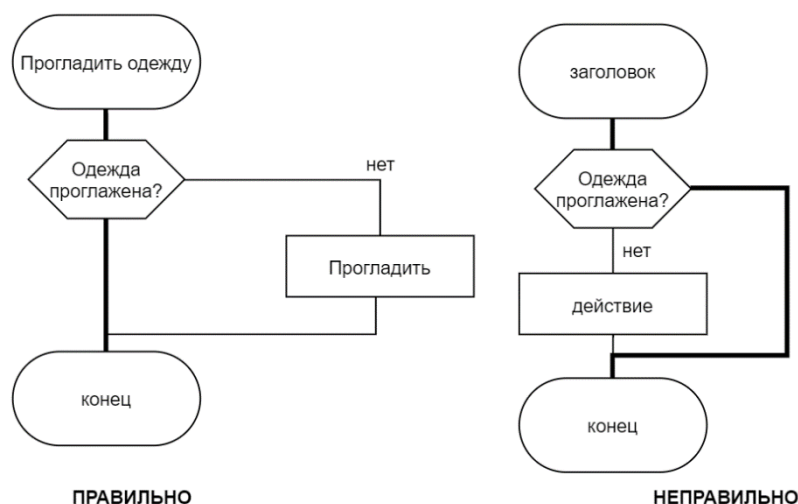 Прогладить одежду
Одежда
проглажена?
нет
Прогладить
конец
ПРАВИЛЬНО
заголовок
Одежда
проглажена?
нет
действие
конец
НЕПРАВИЛЬНО